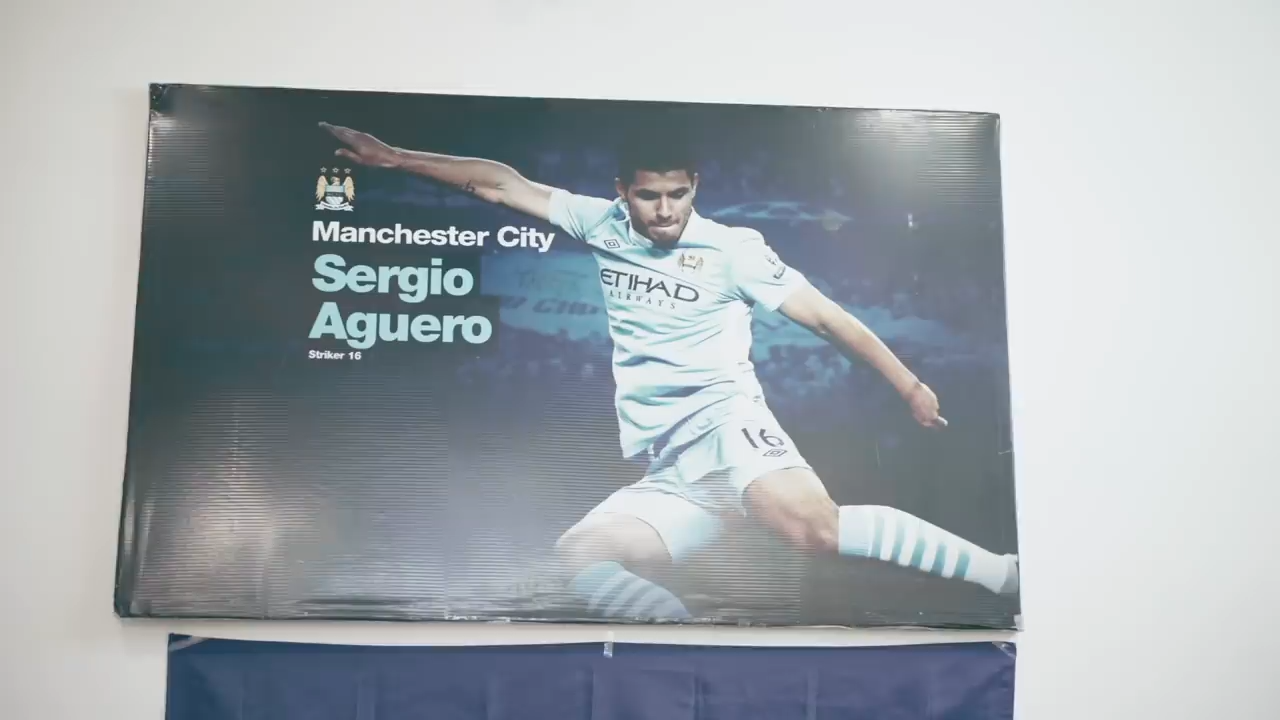 Manchester City
Sergio
Aguero
Striker 16
ETIHAD
AIRWAYS
16